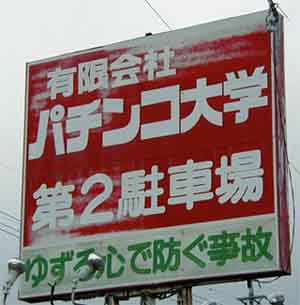 有限会社
パチンコ大学
第2駐車場
ゆずる心で防ぐ事故